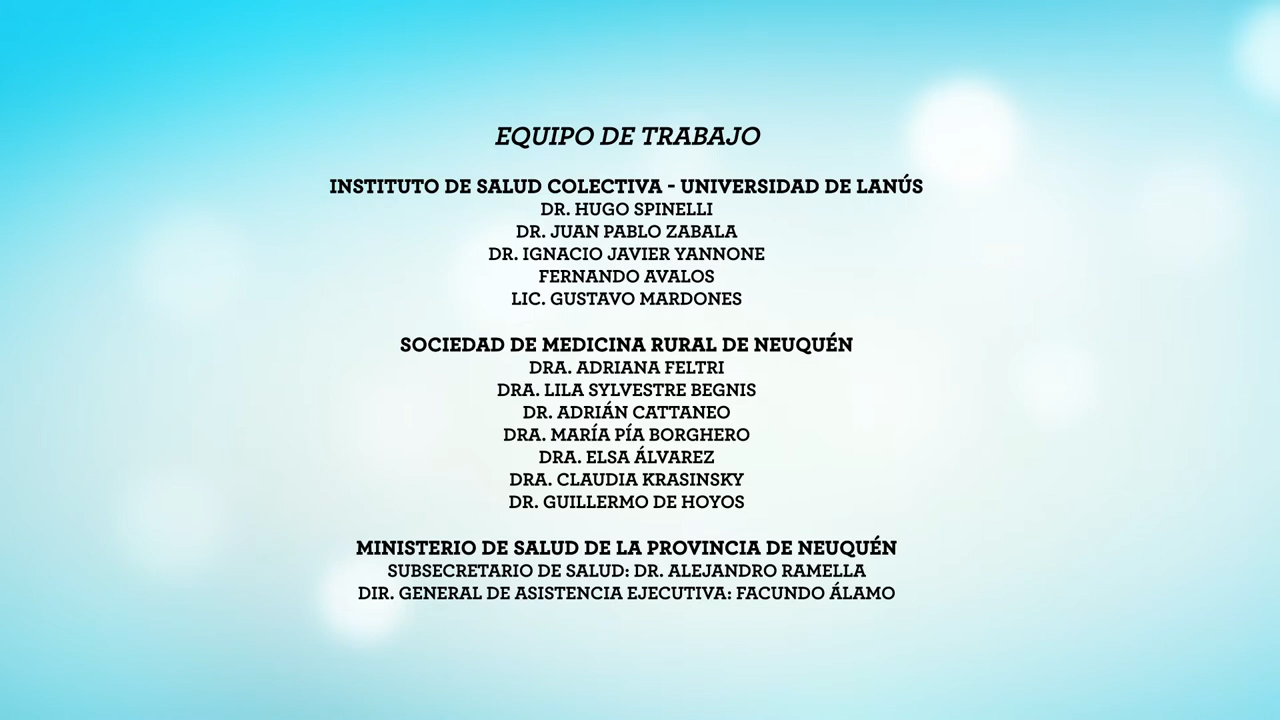 EQUIPO DE TRABAJO
INSTITUTO DE SALUD COLECTIVA - UNIVERSIDAD DE LANÚS
DR. HUGO SPINELLI
DR. JUAN PABLO ZABALA
DR. IGNACIO JAVIER YANNONE
FERNANDO AVALOS
LIC. GUSTAVO MARDONES
SOCIEDAD DE MEDICINA RURAL DE NEUQUÉN
DRA. ADRIANA FELTRI
DRA. LILA SYLVESTRE BEGNIS
DR. ADRIÁN CATTANEO
DRA. MARÍA PÍA BORGHERO
DRA. ELSA ÁLVAREZ
DRA. CLAUDIA KRASINSKY
DR. GUILLERMO DE HOYOS
MINISTERIO DE SALUD DE LA PROVINCIA DE NEUQUÉN
SUBSECRETARIO DE SALUD: DR. ALEJANDRO RAMELLA
DIR. GENERAL DE ASISTENCIA EJECUTIVA: FACUNDO ÁLAMO